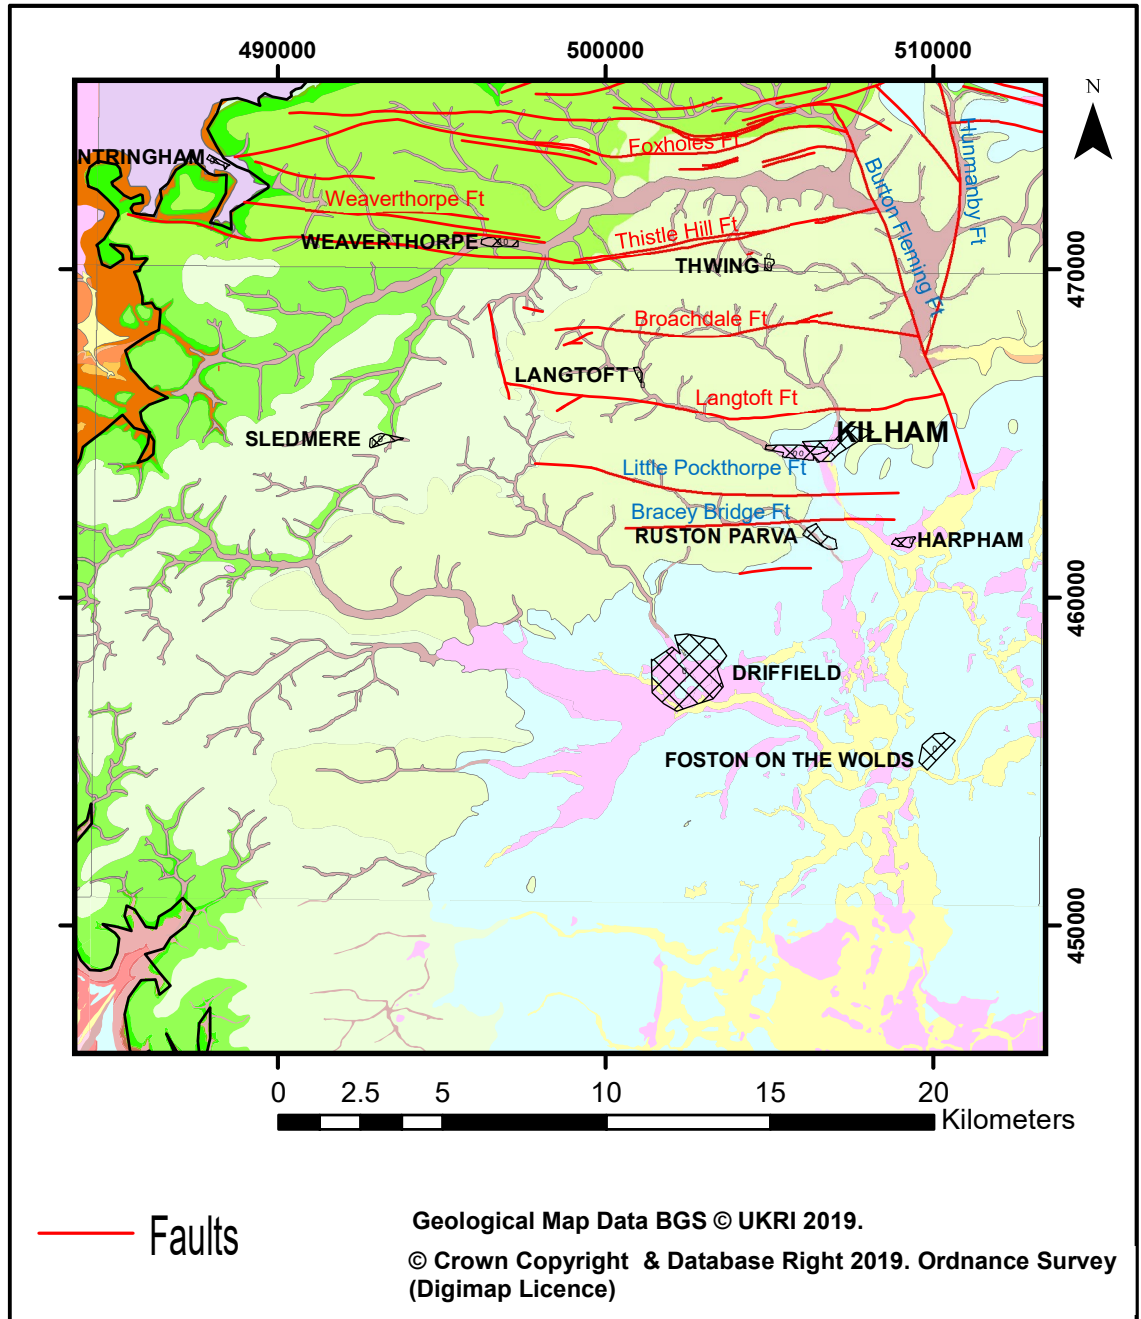 490000 500000 510000
N
Foxholes Ft
Hunmanby Ft
NTRINGHAM
Burton Fleming Ft
Weaverthorpe Ft
WEAVERTHORPE
Thistle Hill Ft
THWING
470000
Broachdale Ft
LANGTOFT
Langtoft Ft
SLEDMERE
KILHAM
Little Pockthorpe Ft
Bracey Bridge Ft
RUSTON PARVA
HARPHAM
460000
DRIFFIELD
FOSTON ON THE WOLDS
450000
0 2.5 5 10 15 20
Kilometers
Faults
Geological Map Data BGS © UKRI 2019.
© Crown Copyright & Database Right 2019. Ordnance Survey
(Digimap Licence)